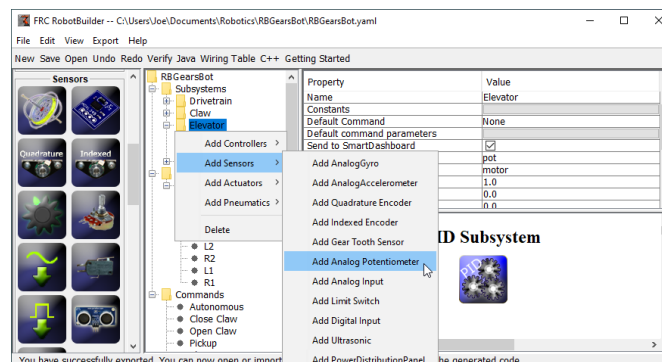 FRC RobotBuilder -- C:\Users\Joe\Documents\Robotics\RBGearsBot\RBGearsBot.yaml
File Edit View Export Help
New Save Open Undo Redo Verify Java Wiring Table C++ Getting Started
Sensors
Quadrature
Indexed
RBGearsBot
Subsystems
Drivetrain
Claw
Elevator
Add Controllers >
Add Sensors >
Add Actuators >
Add Pneumatics >
Delete
L2
R2
L1
R1
Commands
Autonomous
Close Claw
Open Claw
Pickup
Add AnalogGyro
Add AnalogAccelerometer
Add Quadrature Encoder
Add Indexed Encoder
Add Gear Tooth Sensor
Add Analog Potentiometer
Add Analog Input
Add Limit Switch
Add Digital Input
Add Ultrasonic
Add PowerDistributionPanel
Property Value
Name Elevator
Constants
Default Command None
Default command parameters
Send to SmartDashboard
pot
motor
1.0
0.0
0.0
ID Subsystem
PID
You have successfully exported. You can now open or import
he generated code.